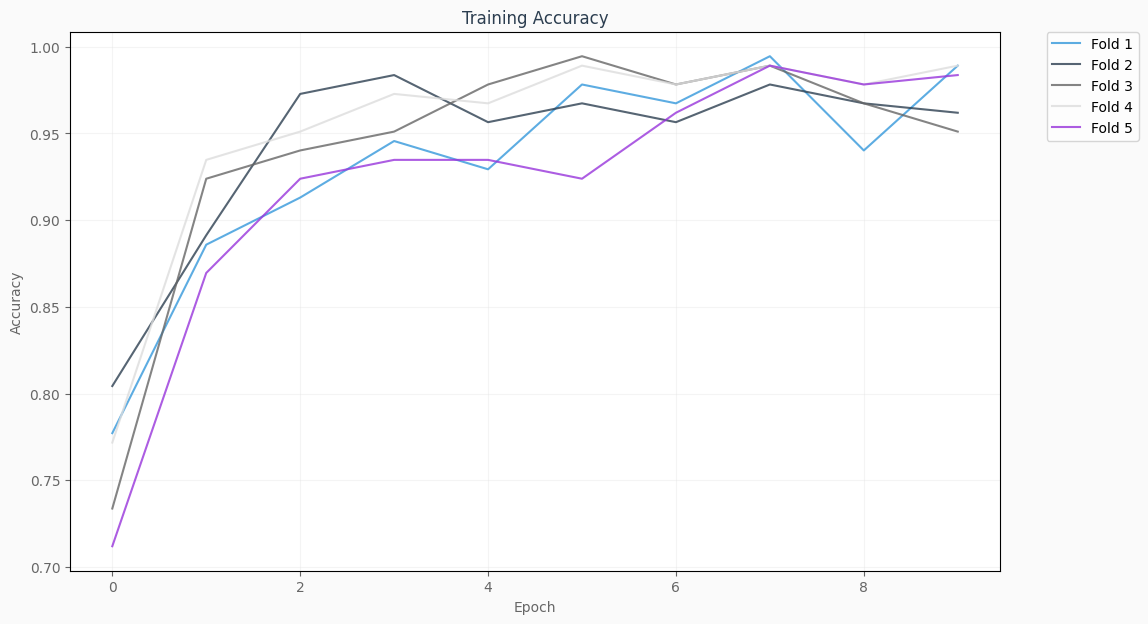 Training Accuracy
Fold 1
Fold 2
Fold 3
Fold 4
Fold 5
1.00
0.95
0.90
0.85
0.80
0.75
0.70
Accuracy
0 2 4 6 8
Epoch